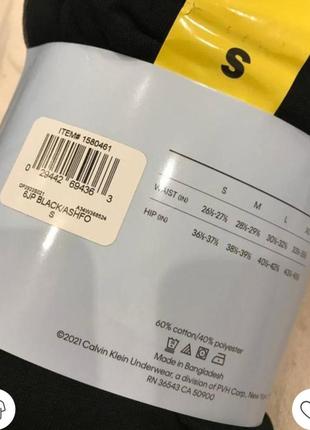 S
ITEM# 1580461
0 29442 69436 3
6JP BLACK/ASHFO
S
S M L
WAIST (IN) 26½-27½ 28½-29½ 30½-32½
HIP (IN) 36½-37½ 38½-39½ 40½-42½
60% cotton/40% polyester
Made in Bangladesh
©2021 Calvin Klein Underwear, a division of PVH Corp., New York
RN 36543 CA 50900